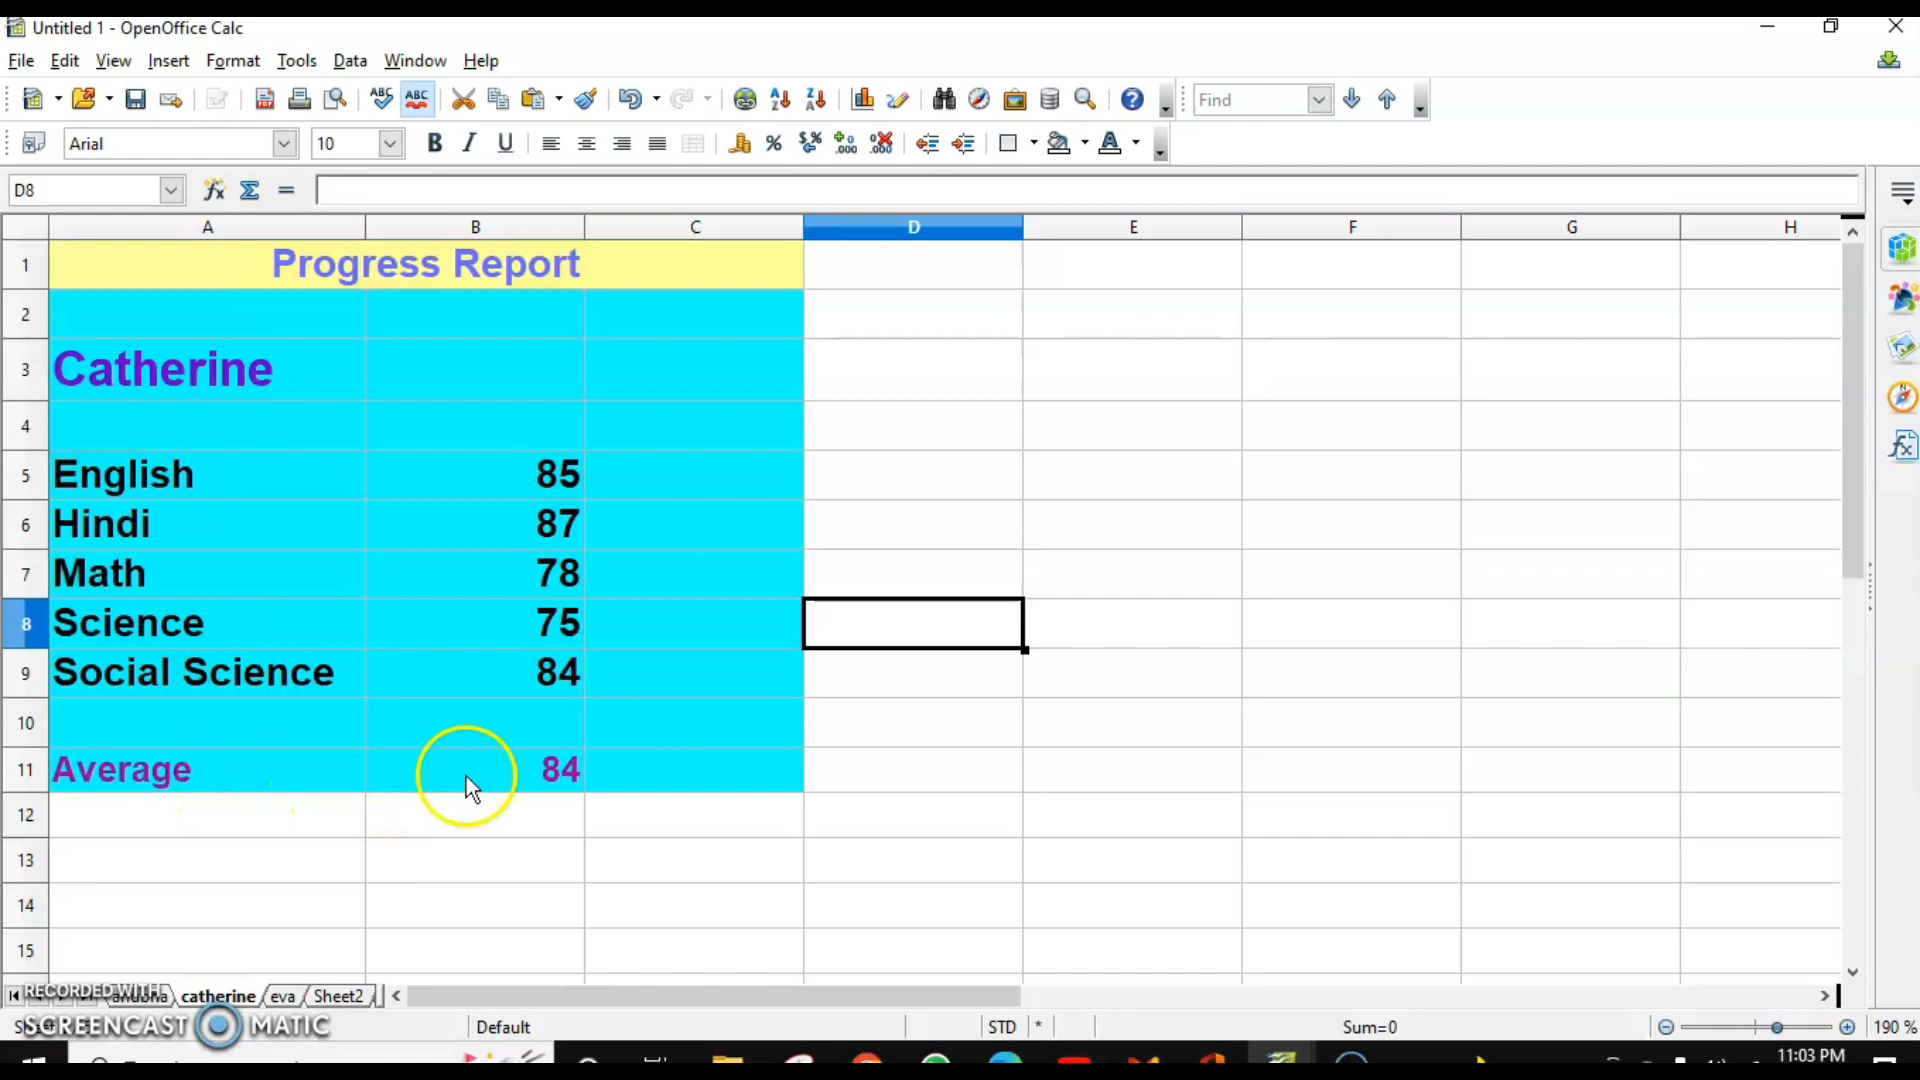 Untitled 1 - OpenOffice Calc
File Edit View Insert Format Tools Data Window Help
ABC ABC Find
Arial 10 B I U
D8
A B C D E F G H
1 Progress Report
2
3 Catherine
4
5 English 85
6 Hindi 87
7 Math 78
8 Science 75
9 Social Science 84
10
11 Average 84
12
13
14
15
catherine eva Sheet2
RECORDED WITH
SCREENCAST MATIC
Default STD * Sum=0 190 %
11:03 PM